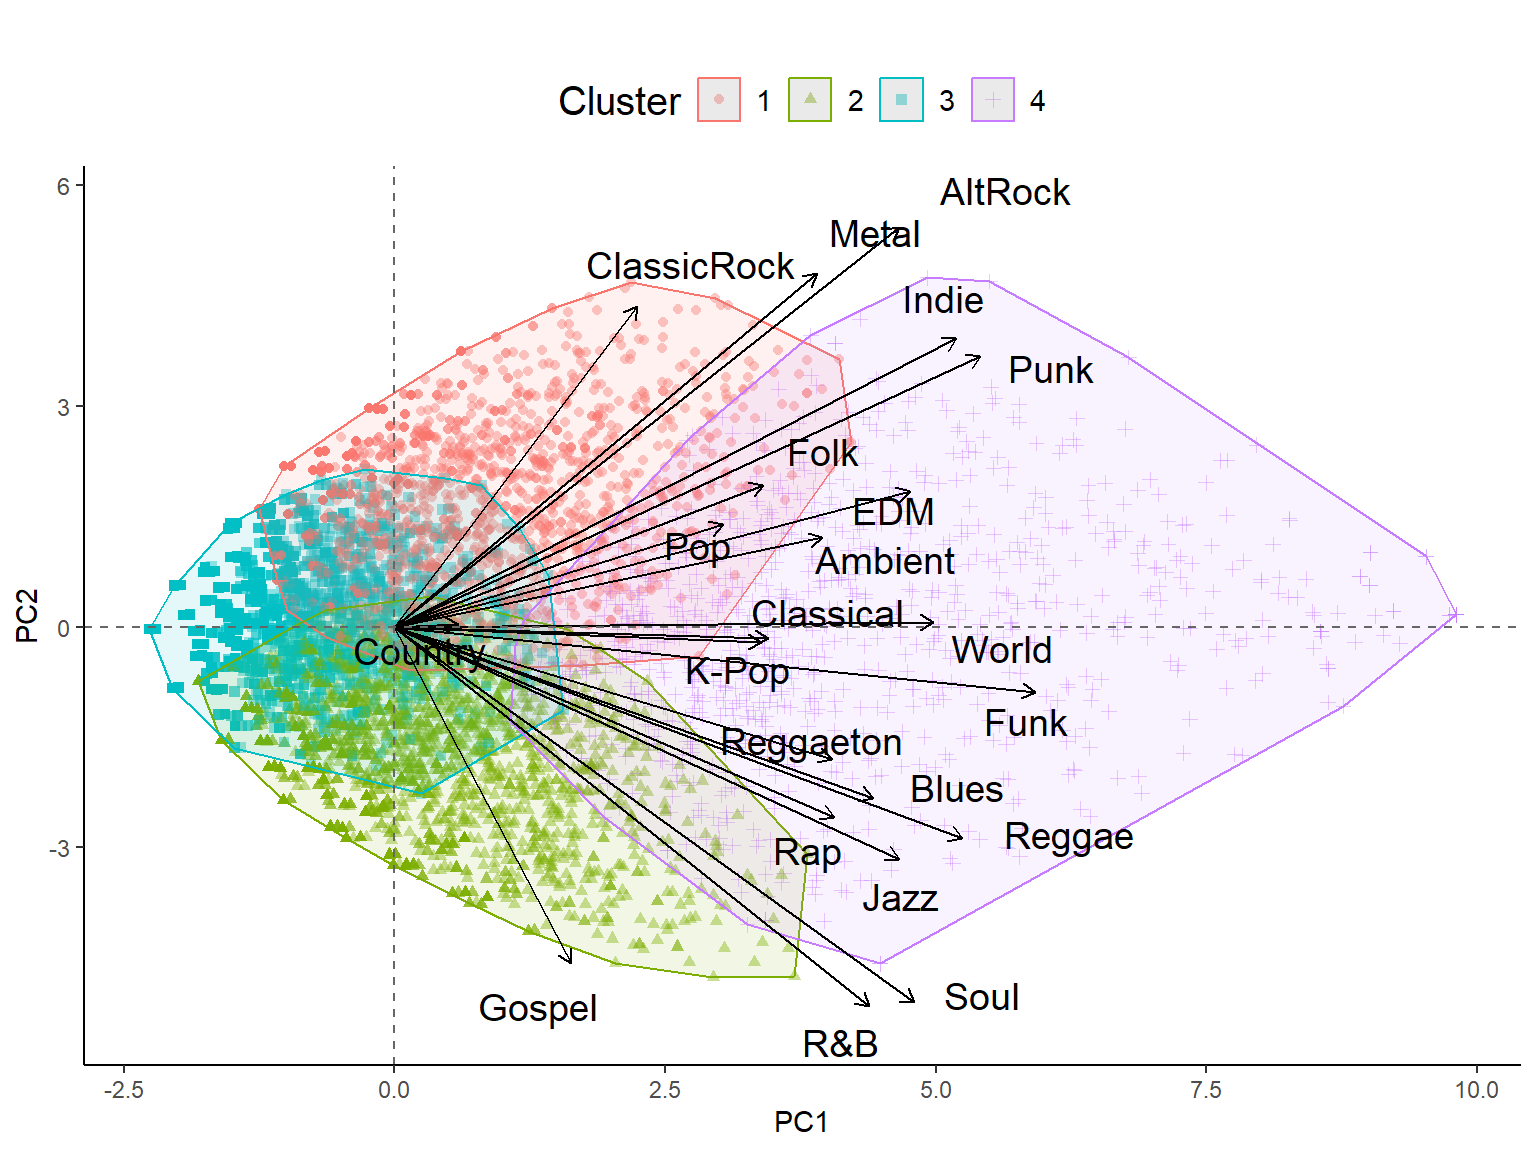 Cluster 1 2 3 4
AltRock
Metal
ClassicRock
Indie
Punk
Folk
EDM
Pop
Ambient
Classical
Country
World
K-Pop
Funk
Reggaeton
Blues
Reggae
Rap
Jazz
Soul
Gospel
R&B
6
3
0
-3
PC2
-2.5 0.0 2.5 5.0 7.5 10.0
PC1